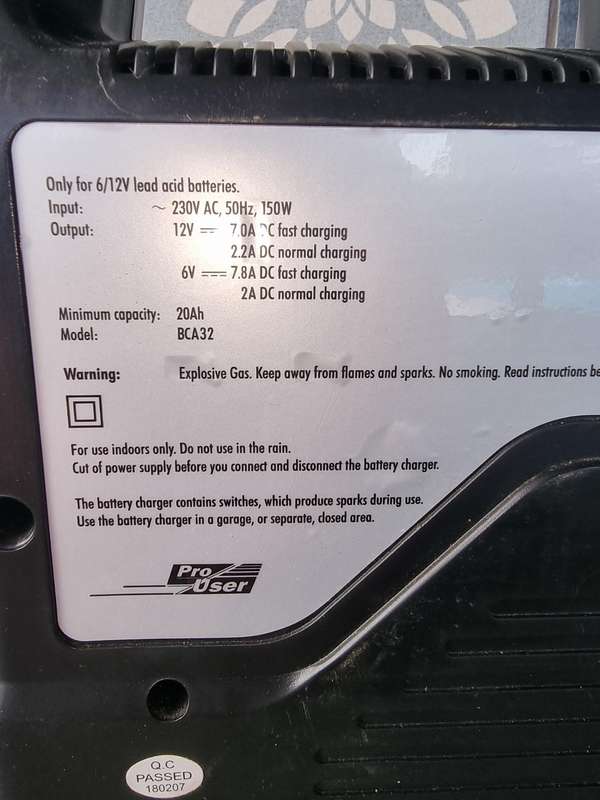 Only for 6/12V lead acid batteries.
Input: ~ 230V AC, 50Hz, 150W
Output: 12V ⎓ 7.0A DC fast charging
2.2A DC normal charging
6V ⎓ 7.8A DC fast charging
2A DC normal charging
Minimum capacity: 20Ah
Model: BCA32
Warning: Explosive Gas. Keep away from flames and sparks. No smoking. Read instructions be
For use indoors only. Do not use in the rain.
Cut of power supply before you connect and disconnect the battery charger.
The battery charger contains switches, which produce sparks during use.
Use the battery charger in a garage, or separate, closed area.
Pro
User
Q.C
PASSED
180207